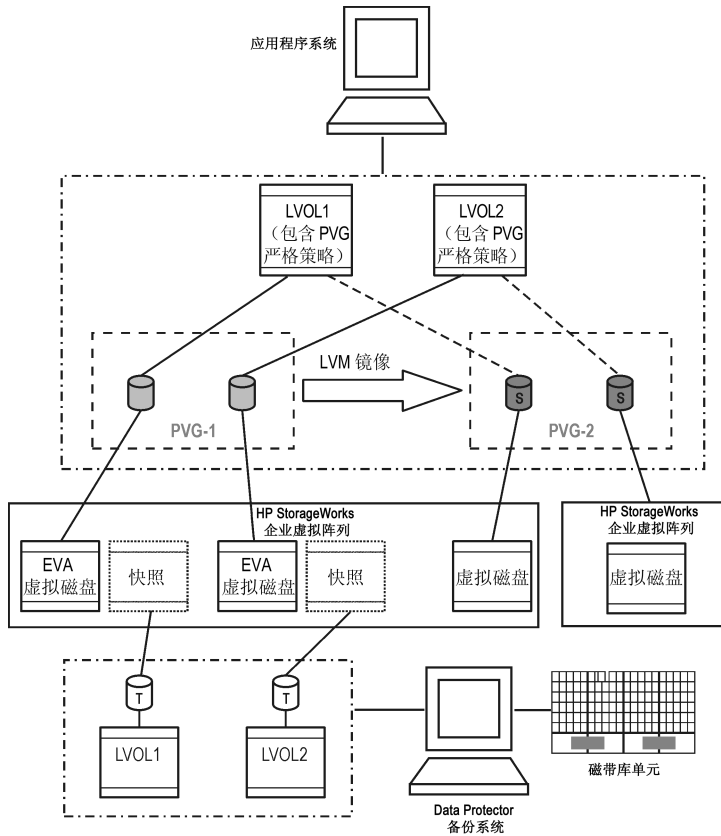 应用程序系统
LVOL1
（包含 PVG
严格策略）
LVOL2
（包含 PVG
严格策略）
LVM 镜像
S
S
PVG-1
PVG-2
HP StorageWorks
企业虚拟阵列
HP StorageWorks
企业虚拟阵列
EVA
虚拟磁盘
快照
EVA
虚拟磁盘
快照
虚拟磁盘
虚拟磁盘
T
T
LVOL1
LVOL2
磁带库单元
Data Protector
备份系统